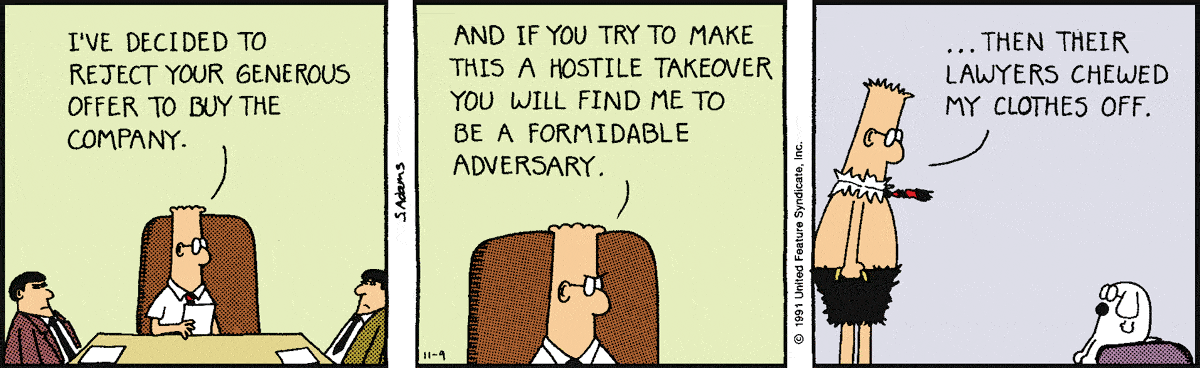 I'VE DECIDED TO
REJECT YOUR GENEROUS
OFFER TO BUY THE
COMPANY.
S Adams
AND IF YOU TRY TO MAKE
THIS A HOSTILE TAKEOVER
YOU WILL FIND ME TO
BE A FORMIDABLE
ADVERSARY.
11-9
© 1991 United Feature Syndicate, Inc.
...THEN THEIR
LAWYERS CHEWED
MY CLOTHES OFF.